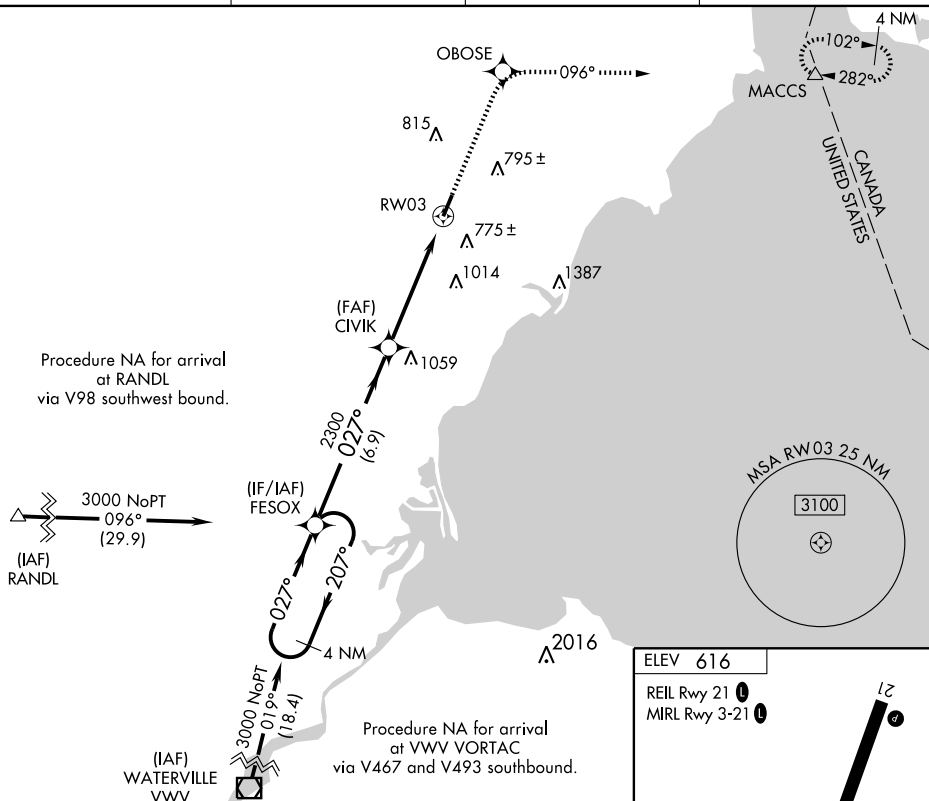 4 NM
OBOSE
096°
102°
282°
MACCS
815
795 ±
CANADA
UNITED STATES
RW03
775 ±
1014
1387
(FAF)
CIVIK
1059
Procedure NA for arrival
at RANDL
via V98 southwest bound.
2300
027°
(6.9)
MSA RW03 25 NM
3100
(IF/IAF)
FESOX
3000 NoPT
096°
(29.9)
(IAF)
RANDL
027°
207°
4 NM
2016
3000 NoPT
019°
(18.4)
Procedure NA for arrival
at VWV VORTAC
via V467 and V493 southbound.
(IAF)
WATERVILLE
VWV
ELEV 616
REIL Rwy 21 L
MIRL Rwy 3-21 L
21
P